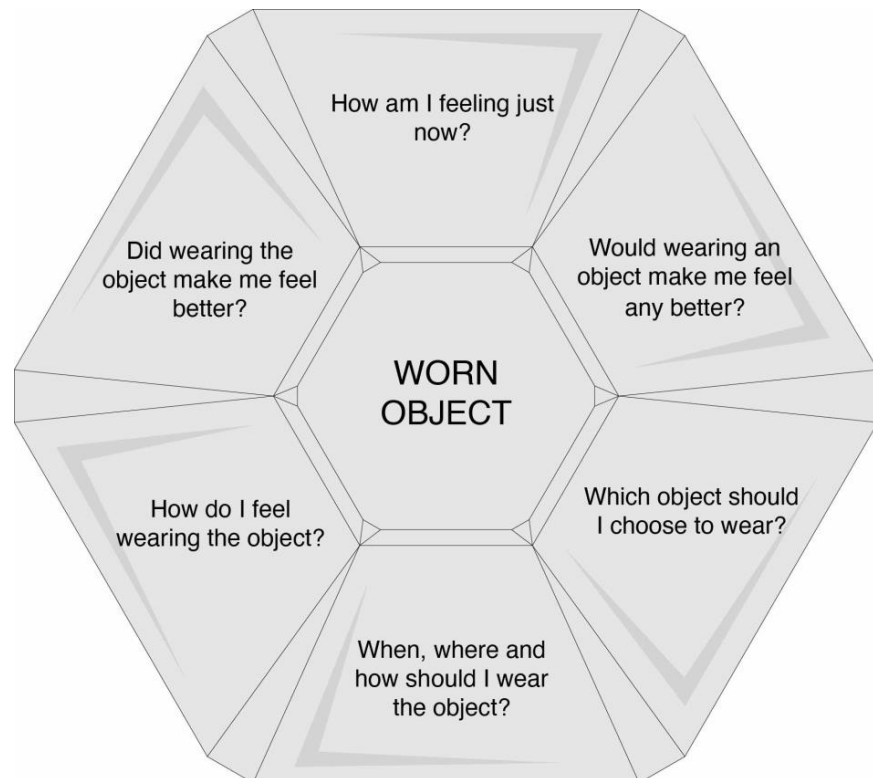 How am I feeling just
now?
Would wearing an
object make me feel
any better?
Which object should
I choose to wear?
When, where and
how should I wear
the object?
How do I feel
wearing the object?
Did wearing the
object make me feel
better?
WORN
OBJECT